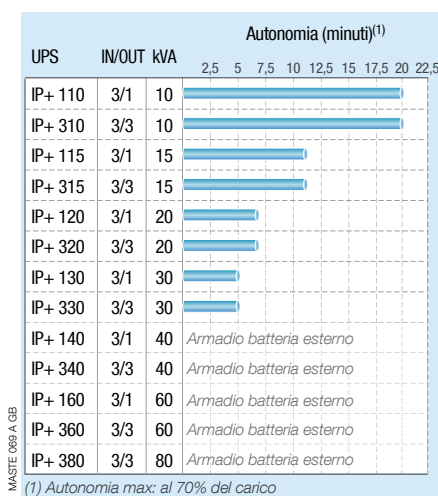 Autonomia (minuti)(1)
UPS IN/OUT kVA
2,5 5 7,5 10 12,5 15 17,5 20 22,5
IP+ 110 3/1 10
IP+ 310 3/3 10
IP+ 115 3/1 15
IP+ 315 3/3 15
IP+ 120 3/1 20
IP+ 320 3/3 20
IP+ 130 3/1 30
IP+ 330 3/3 30
IP+ 140 3/1 40 Armadio batteria esterno
IP+ 340 3/3 40 Armadio batteria esterno
IP+ 160 3/1 60 Armadio batteria esterno
IP+ 360 3/3 60 Armadio batteria esterno
IP+ 380 3/3 80 Armadio batteria esterno
(1) Autonomia max: al 70% del carico
MASTE 069 A GB